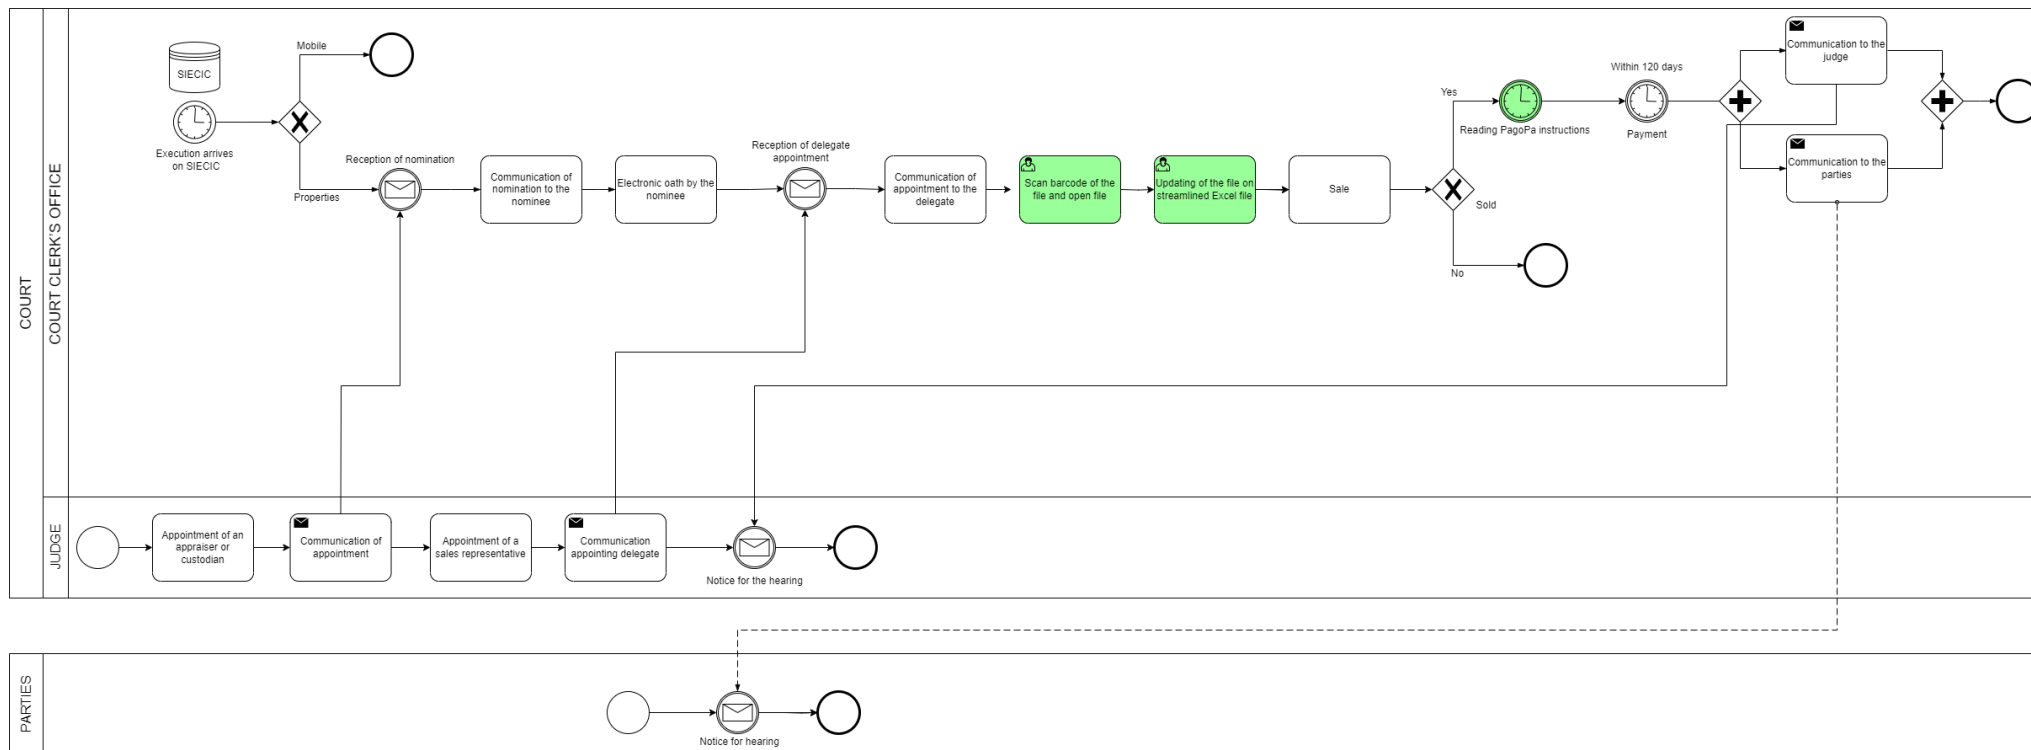 COURT
COURT CLERK'S OFFICE
SIECIC
Execution arrives
on SIECIC
Mobile
Properties
Reception of nomination
Communication of
nomination to the
nominee
Electronic oath by the
nominee
Reception of delegate
appointment
Communication of
appointment to the
delegate
Scan barcode of the
file and open file
Updating of the file on
streamlined Excel file
Sale
Sold
Yes
No
Reading PagoPa instructions
Within 120 days
Payment
Communication to the
judge
Communication to the
parties
JUDGE
Appointment of an
appraiser or
custodian
Communication of
appointment
Appointment of a
sales representative
Communication
appointing delegate
Notice for the hearing
PARTIES
Notice for hearing